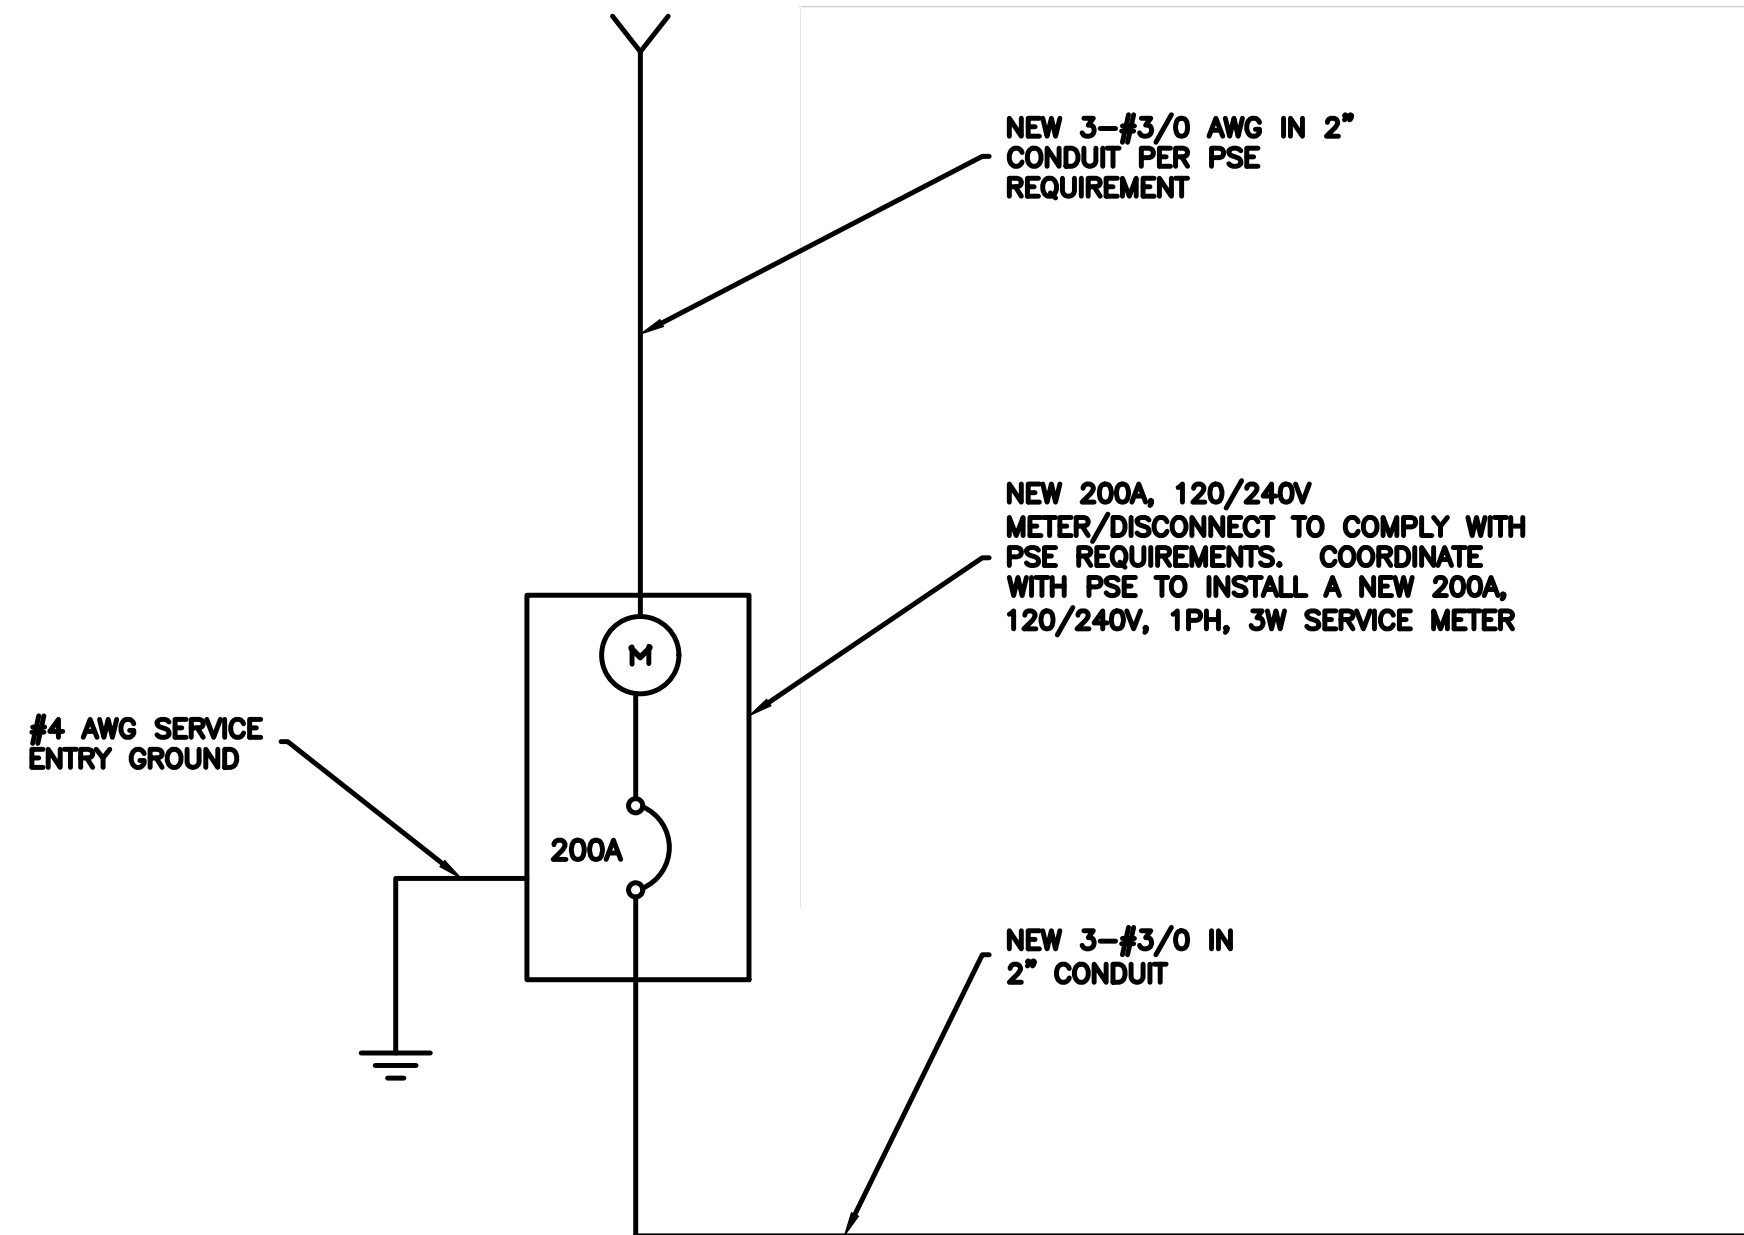 NEW 3-#3/0 AWG IN 2"
CONDUIT PER PSE
REQUIREMENT
NEW 200A, 120/240V
METER/DISCONNECT TO COMPLY WITH
PSE REQUIREMENTS. COORDINATE
WITH PSE TO INSTALL A NEW 200A,
120/240V, 1PH, 3W SERVICE METER
M
#4 AWG SERVICE
ENTRY GROUND
200A
NEW 3-#3/0 IN
2" CONDUIT